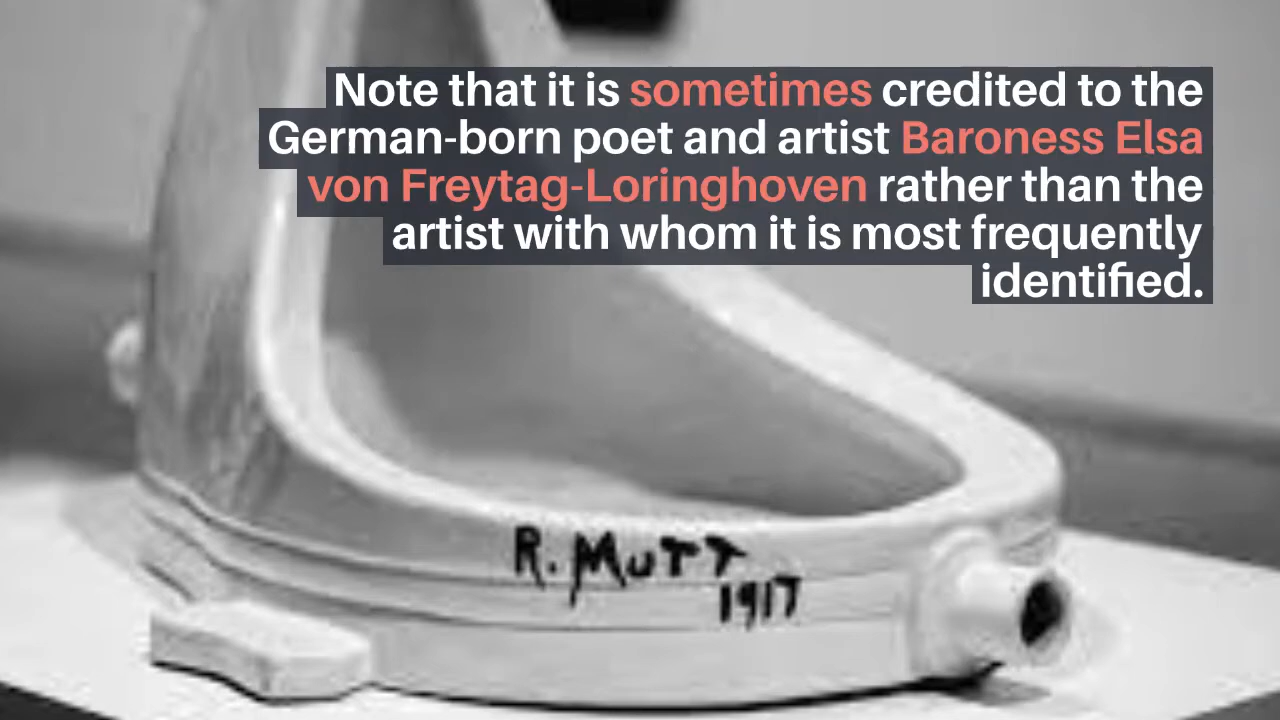 Note that it is sometimes credited to the
German-born poet and artist Baroness Elsa
von Freytag-Loringhoven rather than the
artist with whom it is most frequently
identified.
R. MUTT
1917